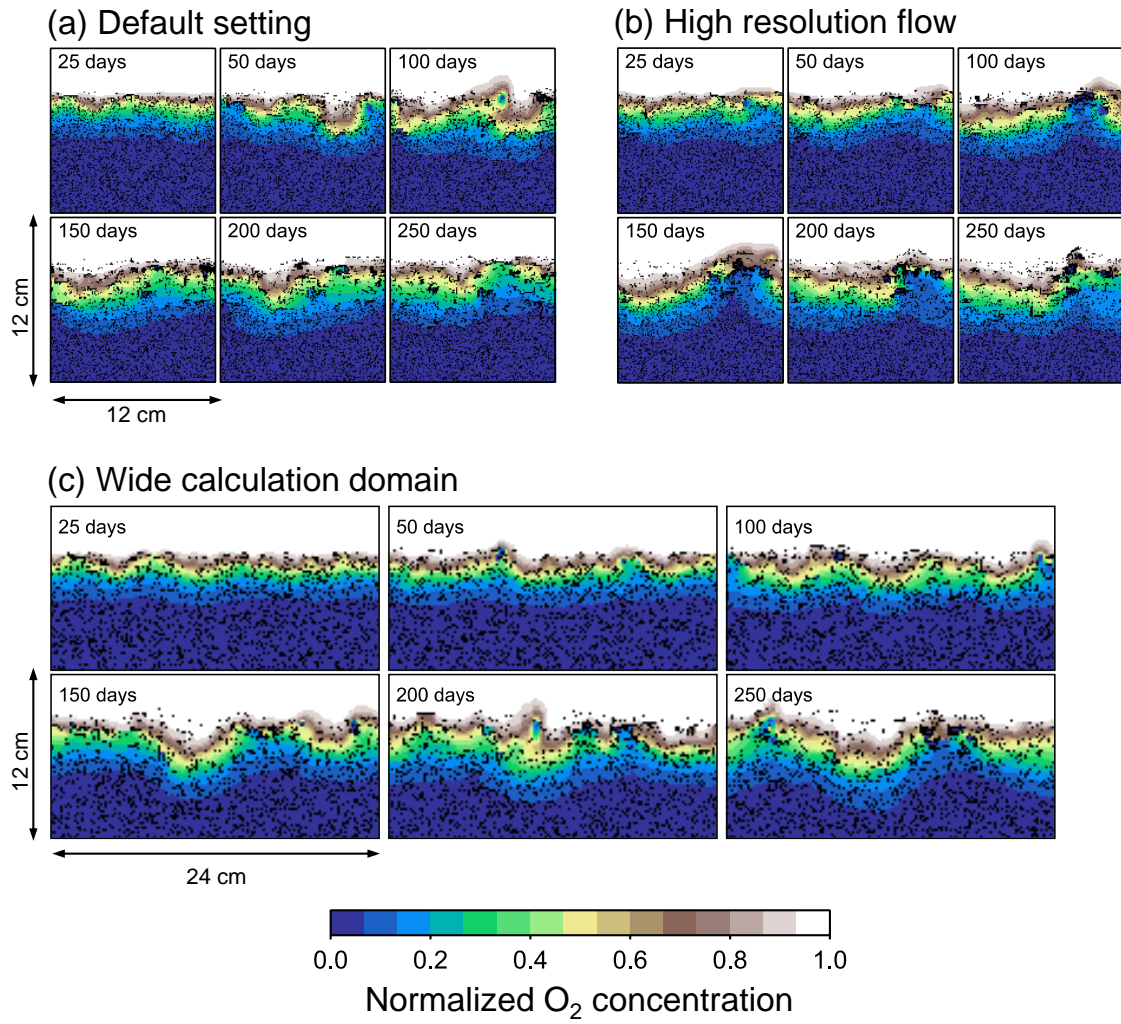 (a) Default setting
25 days
50 days
100 days
150 days
200 days
250 days
12 cm
12 cm
(b) High resolution flow
25 days
50 days
100 days
150 days
200 days
250 days
(c) Wide calculation domain
25 days
50 days
100 days
150 days
200 days
250 days
12 cm
24 cm
0.0 0.2 0.4 0.6 0.8 1.0
Normalized O₂ concentration